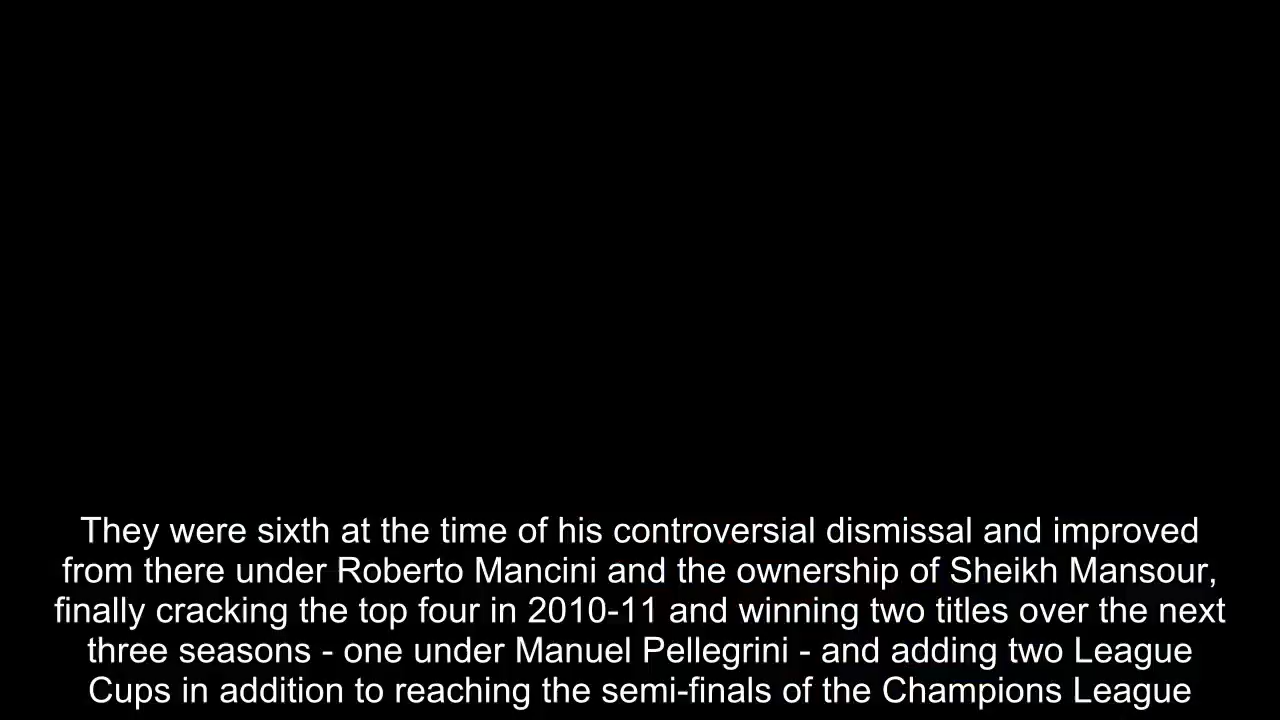 They were sixth at the time of his controversial dismissal and improved
from there under Roberto Mancini and the ownership of Sheikh Mansour,
finally cracking the top four in 2010-11 and winning two titles over the next
three seasons - one under Manuel Pellegrini - and adding two League
Cups in addition to reaching the semi-finals of the Champions League